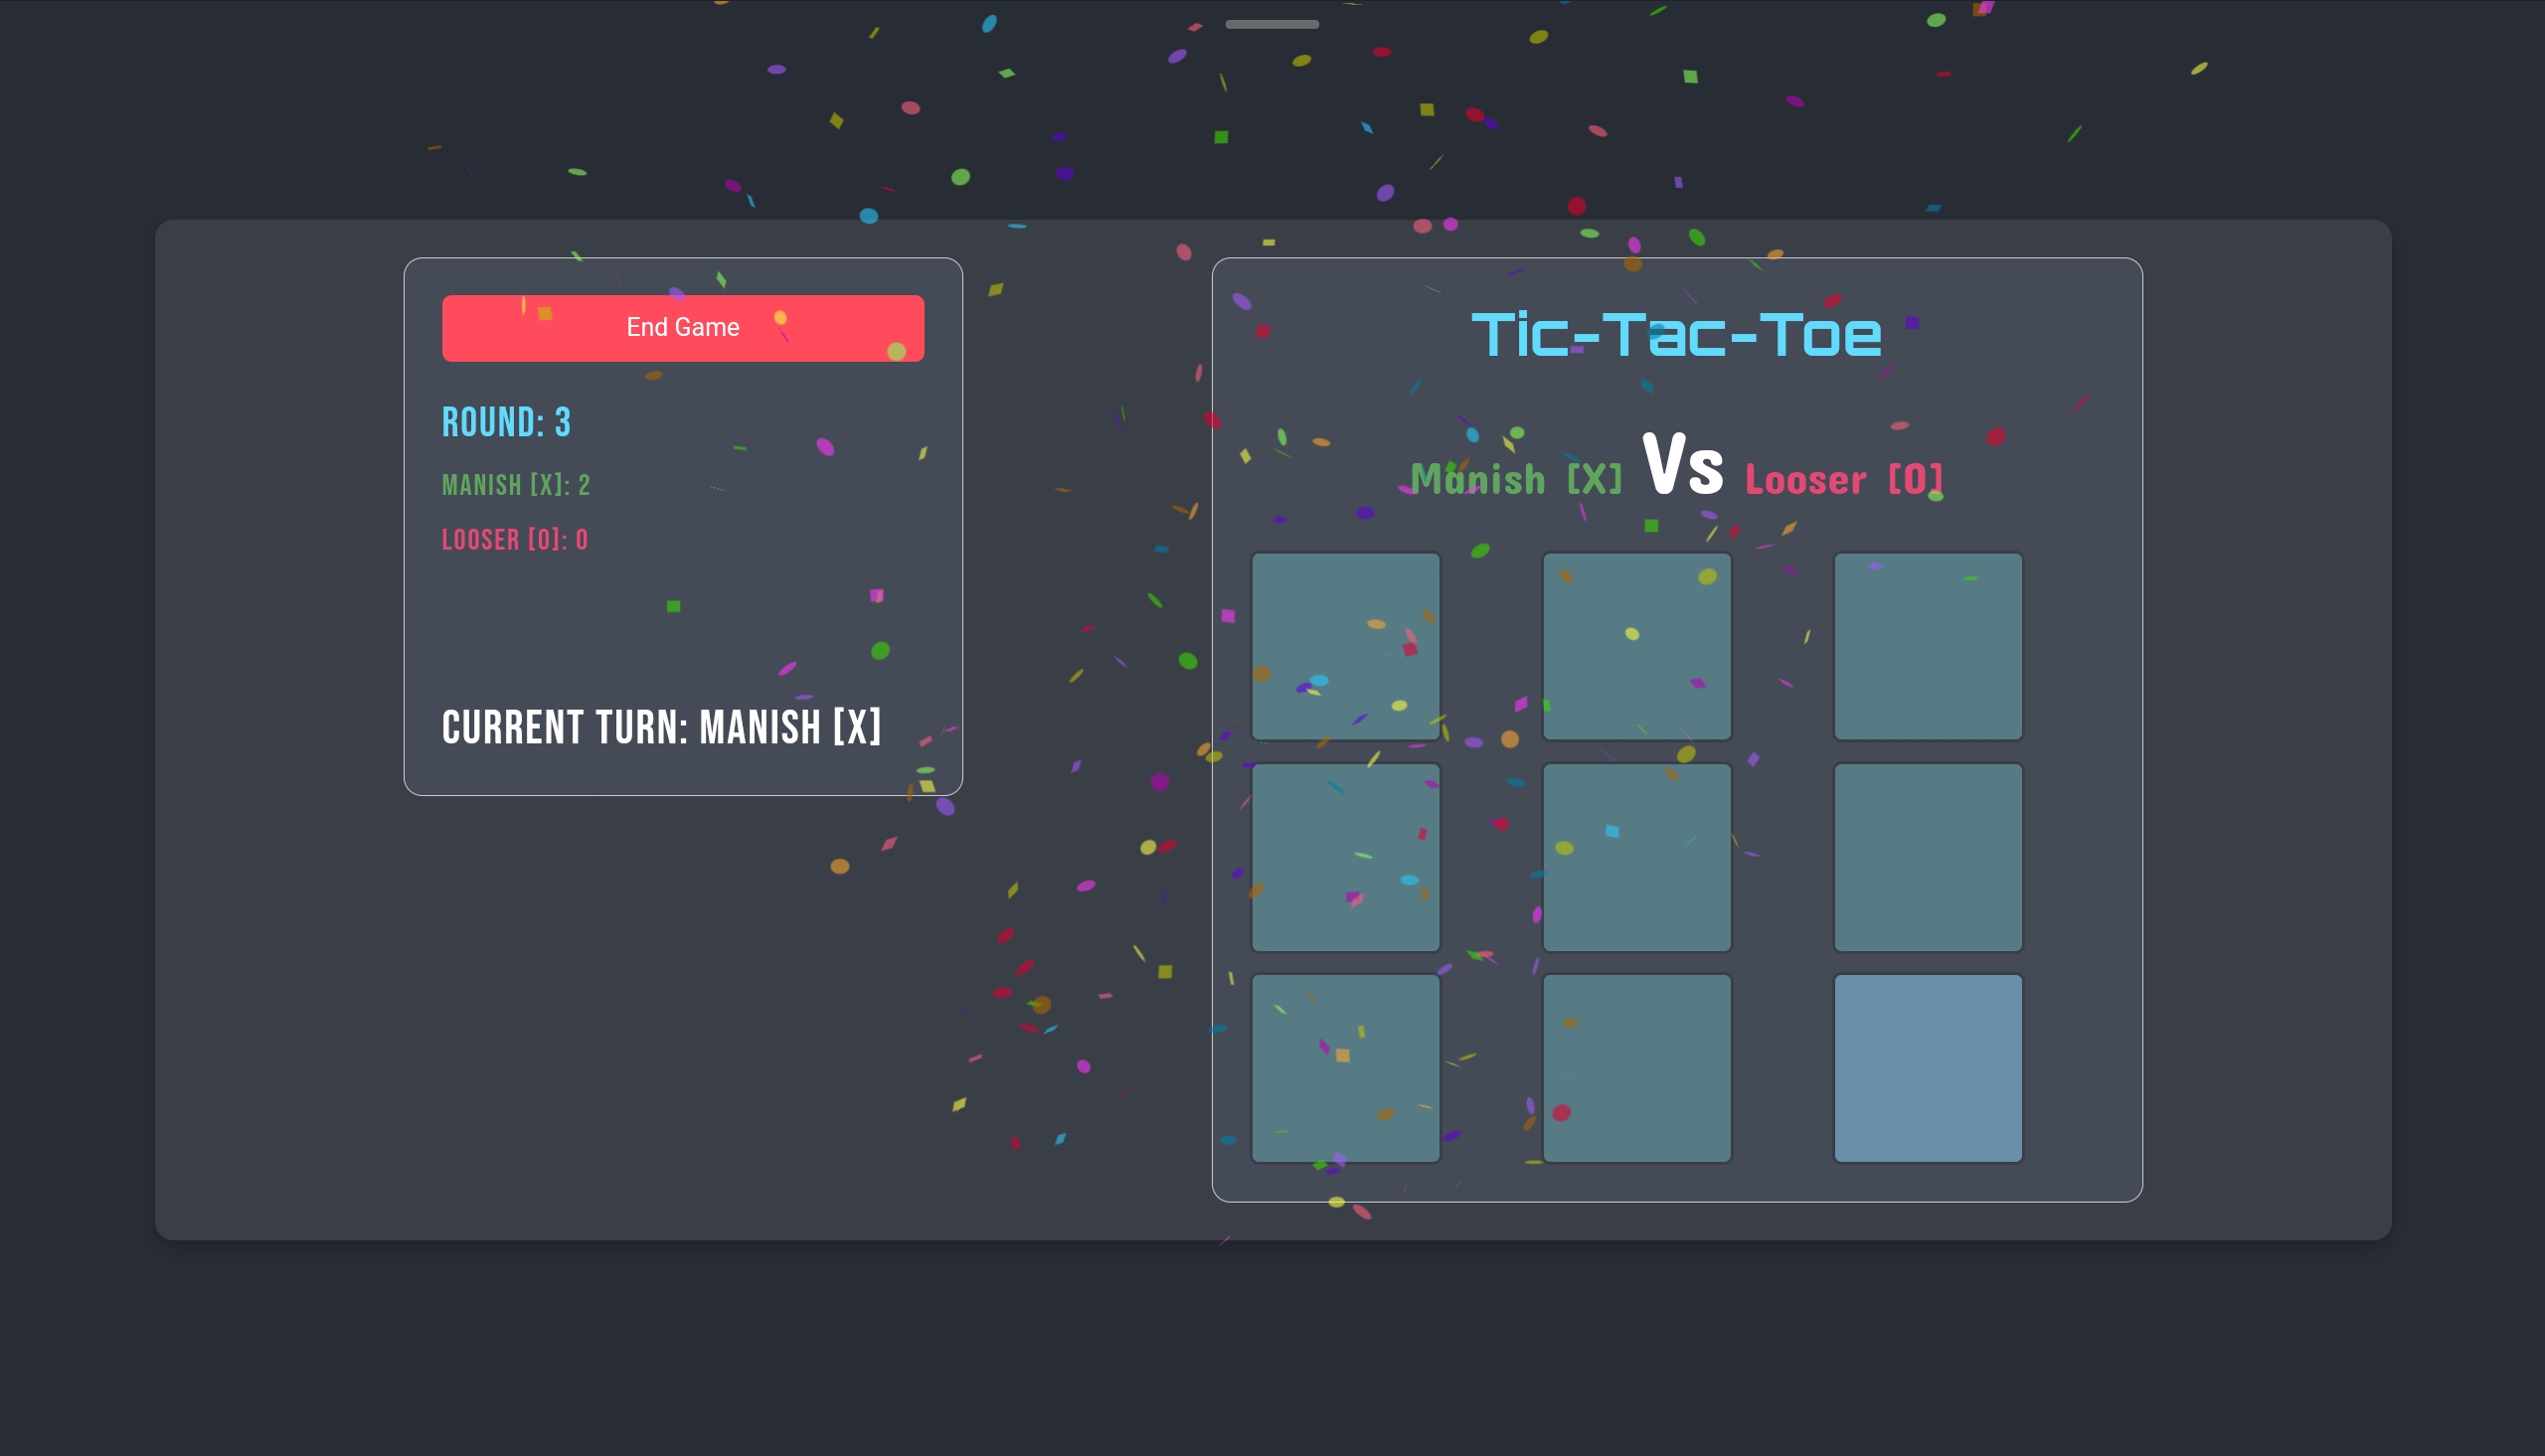 End Game
ROUND: 3
MANISH [X]: 2
LOOSER [O]: 0
CURRENT TURN: MANISH [X]
Tic-Tac-Toe
Manish [X] Vs Looser [O]